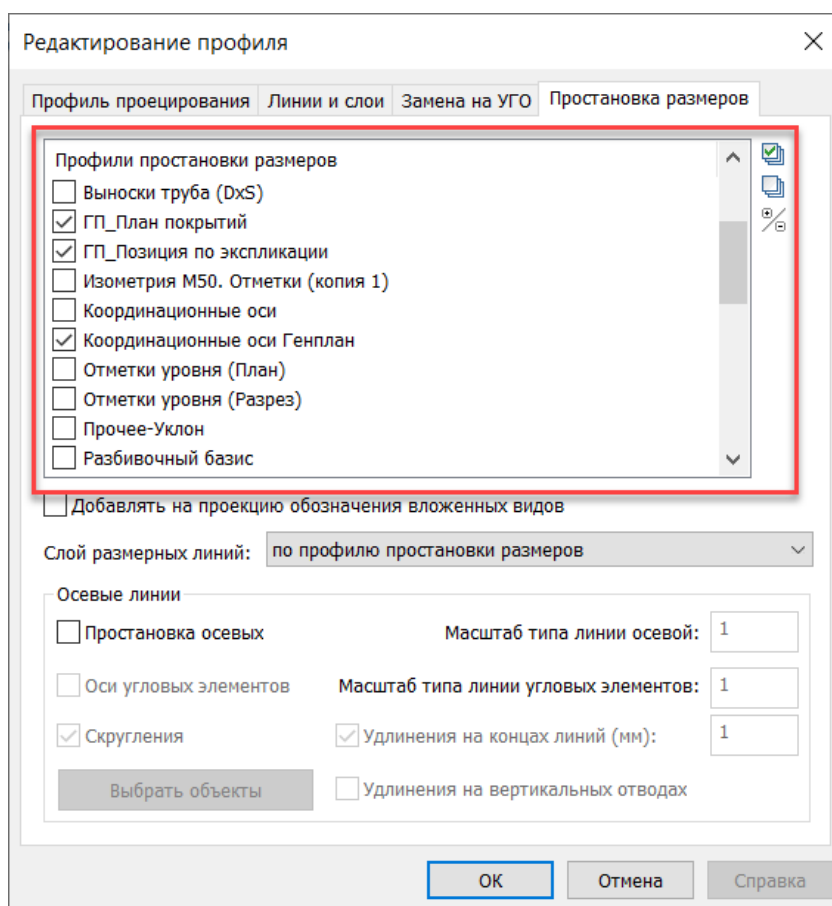 Редактирование профиля
Профиль проецирования Линии и слои Замена на УГО Простановка размеров
Профили простановки размеров
Выноски труба (DxS)
ГП_План покрытий
ГП_Позиция по экспликации
Изометрия М50. Отметки (копия 1)
Координационные оси
Координационные оси Генплан
Отметки уровня (План)
Отметки уровня (Разрез)
Прочее-Уклон
Разбивочный базис
Добавлять на проекцию обозначения вложенных видов
Слой размерных линий: по профилю простановки размеров
Осевые линии
Простановка осевых Масштаб типа линии осевой: 1
Оси угловых элементов Масштаб типа линии угловых элементов: 1
Скругления Удлинения на концах линий (мм): 1
Выбрать объекты Удлинения на вертикальных отводах
ОК Отмена Справка